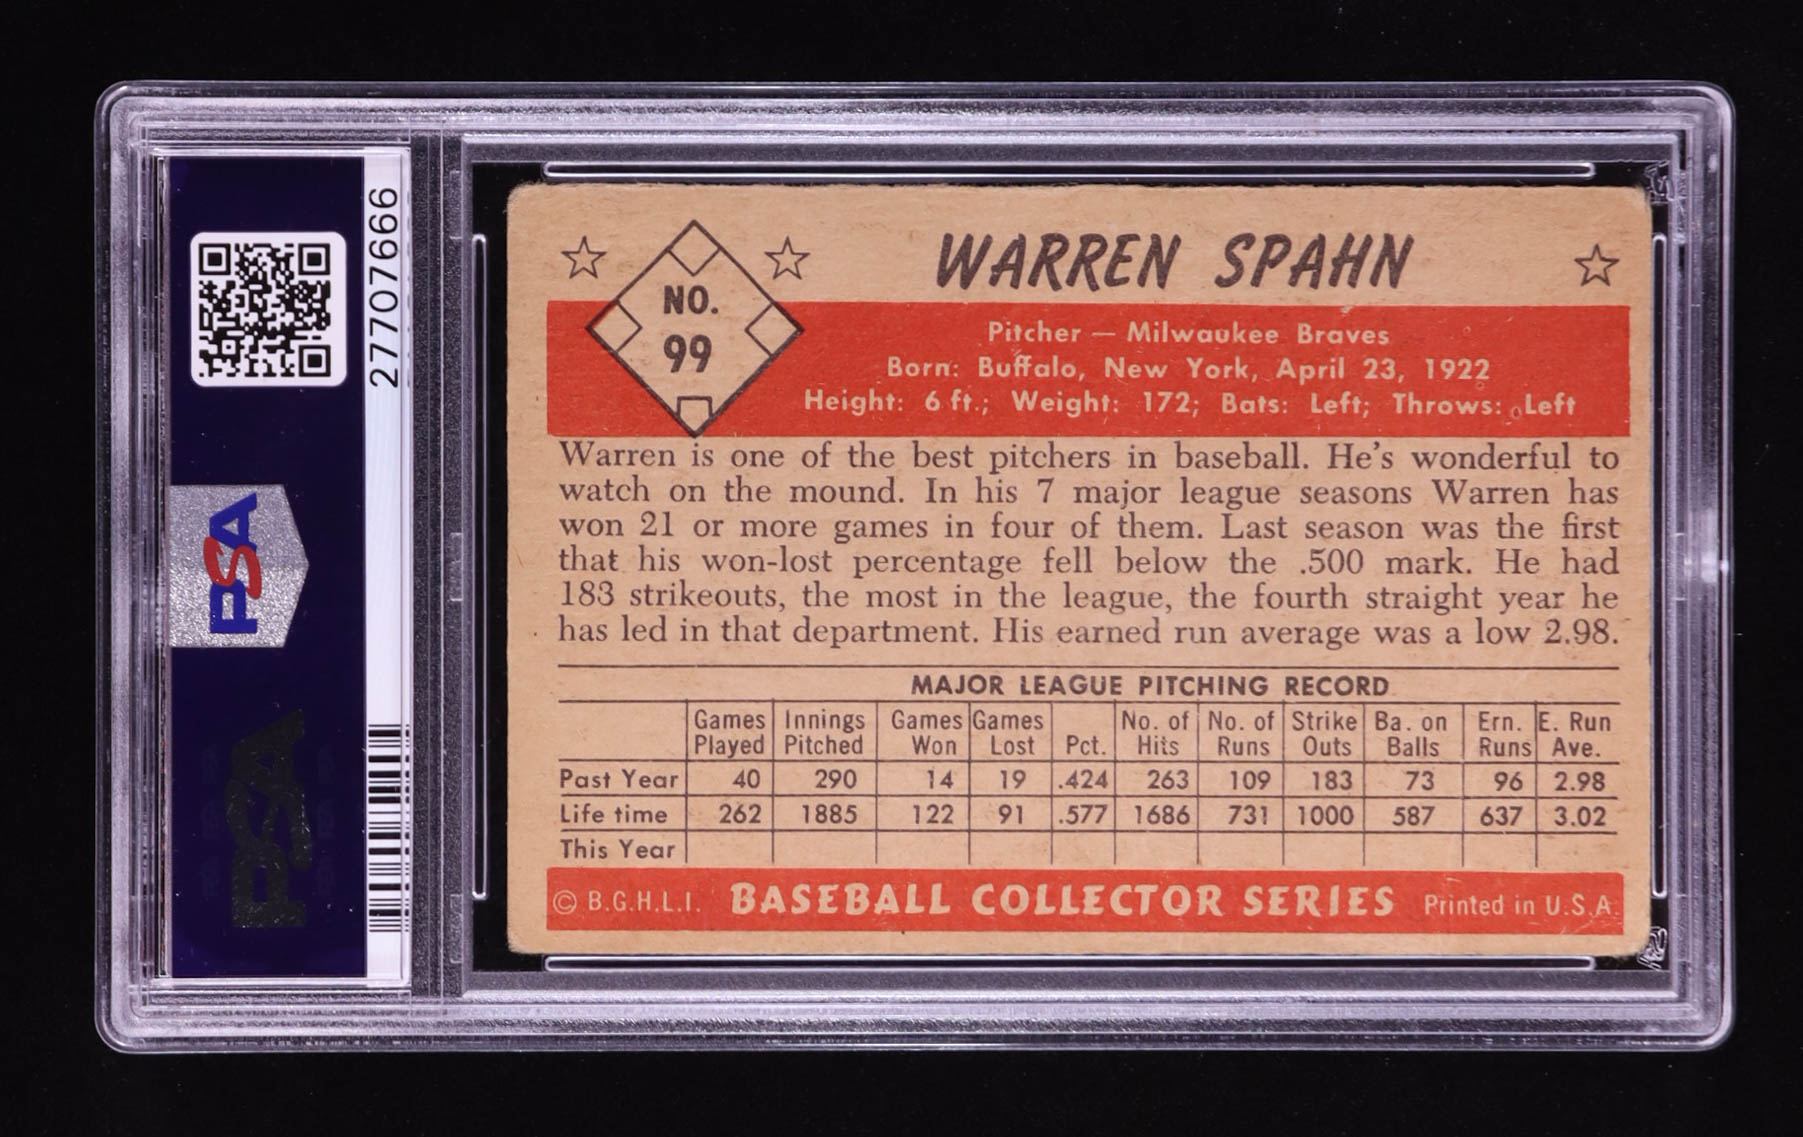 27707666
PSA
PSA
WARREN SPAHN
NO.
99
Pitcher — Milwaukee Braves
Born: Buffalo, New York, April 23, 1922
Height: 6 ft.; Weight: 172; Bats: Left; Throws: Left
Warren is one of the best pitchers in baseball. He's wonderful to
watch on the mound. In his 7 major league seasons Warren has
won 21 or more games in four of them. Last season was the first
that his won-lost percentage fell below the .500 mark. He had
183 strikeouts, the most in the league, the fourth straight year he
has led in that department. His earned run average was a low 2.98.
MAJOR LEAGUE PITCHING RECORD
Games Innings Games Games No. of No. of Strike Ba. on Ern. E. Run
Played Pitched Won Lost Pct. Hits Runs Outs Balls Runs Ave.
Past Year 40 290 14 19 .424 263 109 183 73 96 2.98
Life time 262 1885 122 91 .577 1686 731 1000 587 637 3.02
This Year
© B.G.H.L.I. BASEBALL COLLECTOR SERIES Printed in U.S.A.